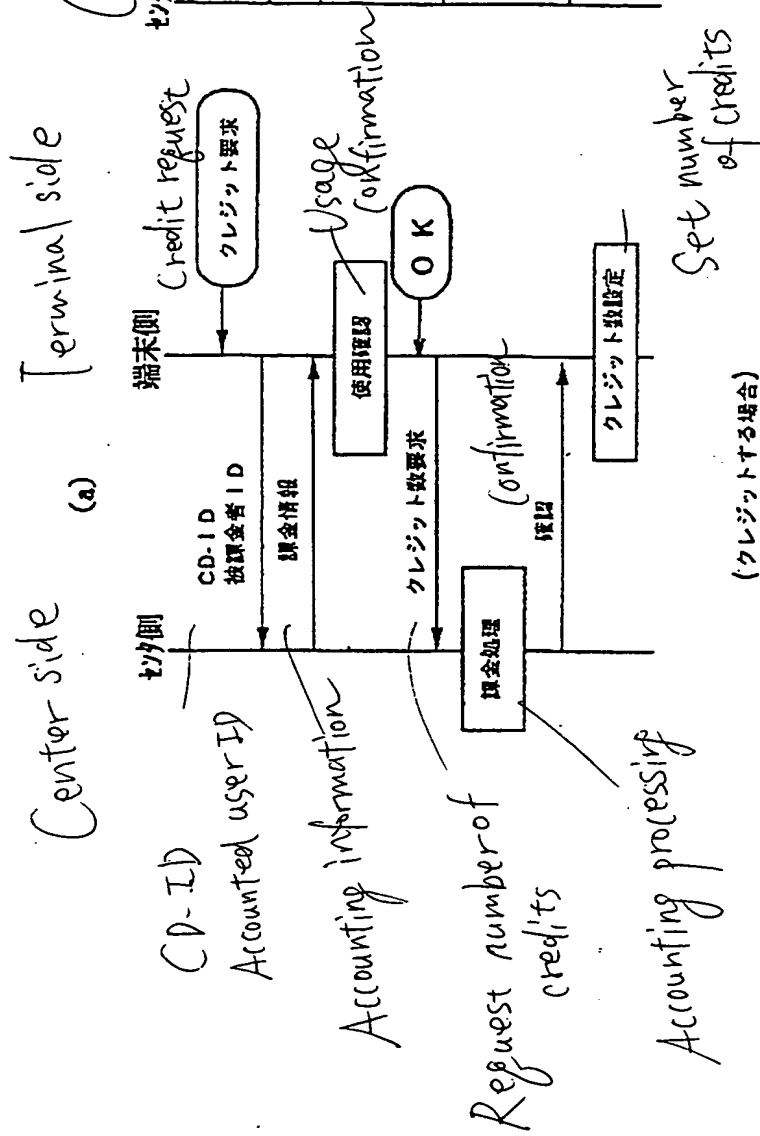 (a)
Center side
Terminal side
センタ側
端末側
Credit request
クレジット要求
CD-ID
Accounted user ID
CD-ID
被課金者ID
Accounting information
課金情報
使用確認
Usage
confirmation
OK
Request number of
credits
クレジット数要求
Accounting processing
課金処理
Confirmation
確認
クレジット数設定
Set number
of credits
(クレジットする場合)
センタ